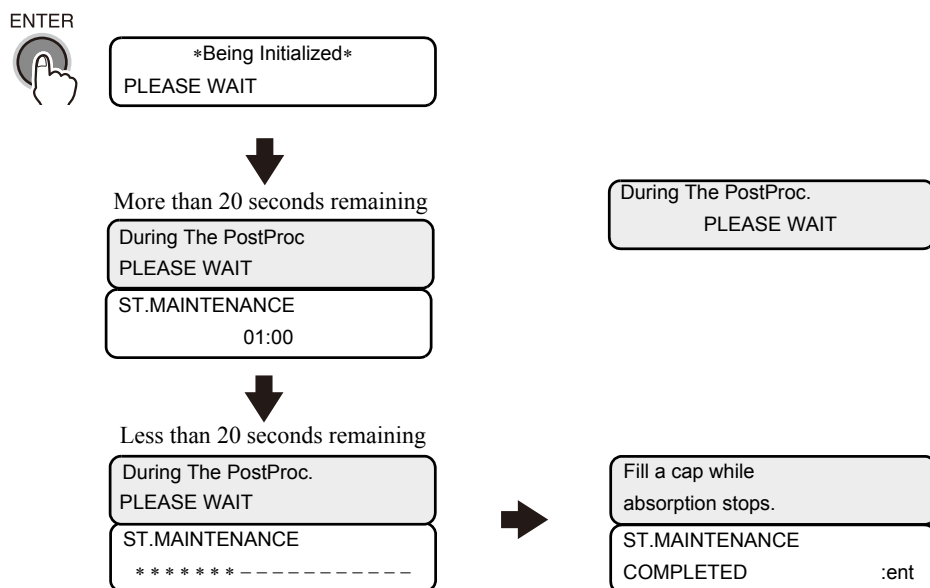 ENTER
*Being Initialized*
PLEASE WAIT
More than 20 seconds remaining
During The PostProc
PLEASE WAIT
ST.MAINTENANCE
01:00
During The PostProc.
PLEASE WAIT
Less than 20 seconds remaining
During The PostProc.
PLEASE WAIT
ST.MAINTENANCE
*******−−−−−−−−−−−
Fill a cap while
absorption stops.
ST.MAINTENANCE
COMPLETED :ent